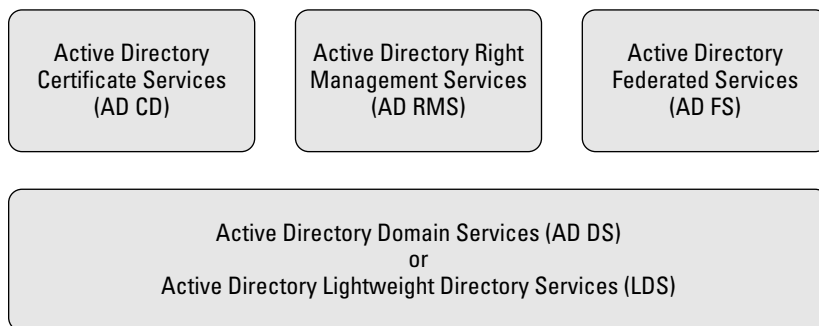 Active Directory
Certificate Services
(AD CD)
Active Directory Right
Management Services
(AD RMS)
Active Directory
Federated Services
(AD FS)
Active Directory Domain Services (AD DS)
or
Active Directory Lightweight Directory Services (LDS)